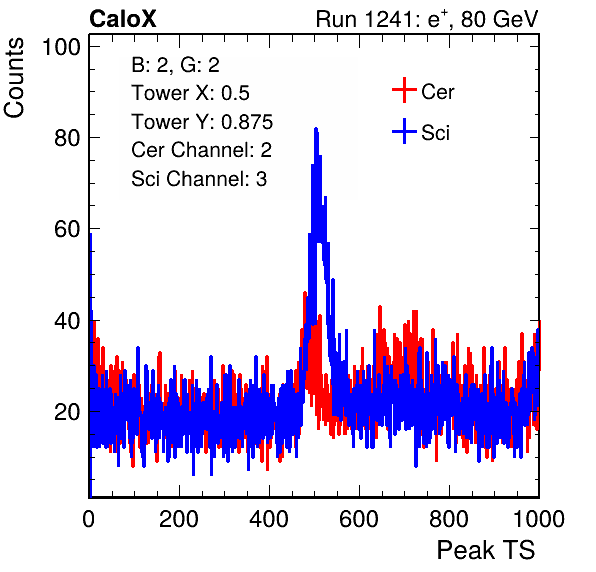 CaloX Run 1241: e⁺, 80 GeV
Counts
100
80
60
40
20
B: 2, G: 2
Tower X: 0.5
Tower Y: 0.875
Cer Channel: 2
Sci Channel: 3
Cer
Sci
0 200 400 600 800 1000
Peak TS